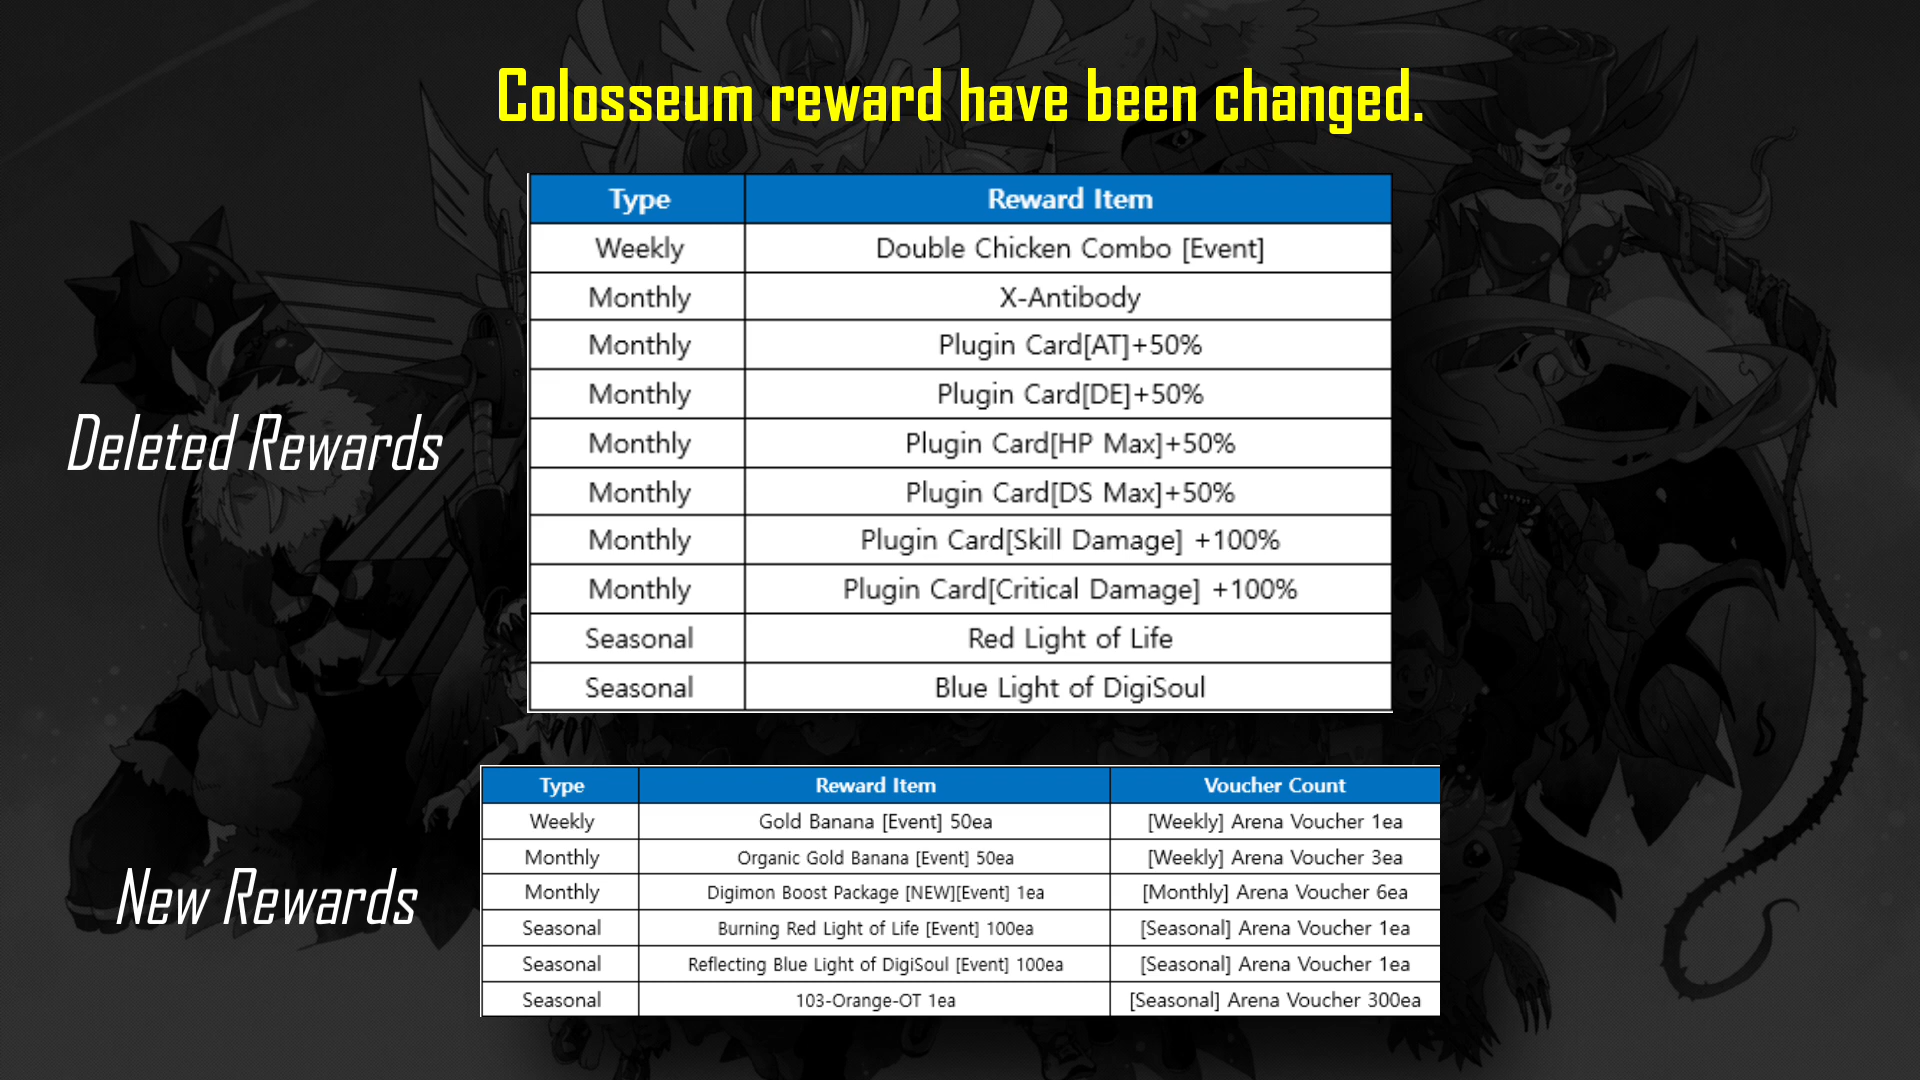 Colosseum reward have been changed.
Deleted Rewards
Type Reward Item
Weekly Double Chicken Combo [Event]
Monthly X-Antibody
Monthly Plugin Card[AT]+50%
Monthly Plugin Card[DE]+50%
Monthly Plugin Card[HP Max]+50%
Monthly Plugin Card[DS Max]+50%
Monthly Plugin Card[Skill Damage] +100%
Monthly Plugin Card[Critical Damage] +100%
Seasonal Red Light of Life
Seasonal Blue Light of DigiSoul
New Rewards
Type Reward Item Voucher Count
Weekly Gold Banana [Event] 50ea [Weekly] Arena Voucher 1ea
Monthly Organic Gold Banana [Event] 50ea [Weekly] Arena Voucher 3ea
Monthly Digimon Boost Package [NEW][Event] 1ea [Monthly] Arena Voucher 6ea
Seasonal Burning Red Light of Life [Event] 100ea [Seasonal] Arena Voucher 1ea
Seasonal Reflecting Blue Light of DigiSoul [Event] 100ea [Seasonal] Arena Voucher 1ea
Seasonal 103-Orange-OT 1ea [Seasonal] Arena Voucher 300ea